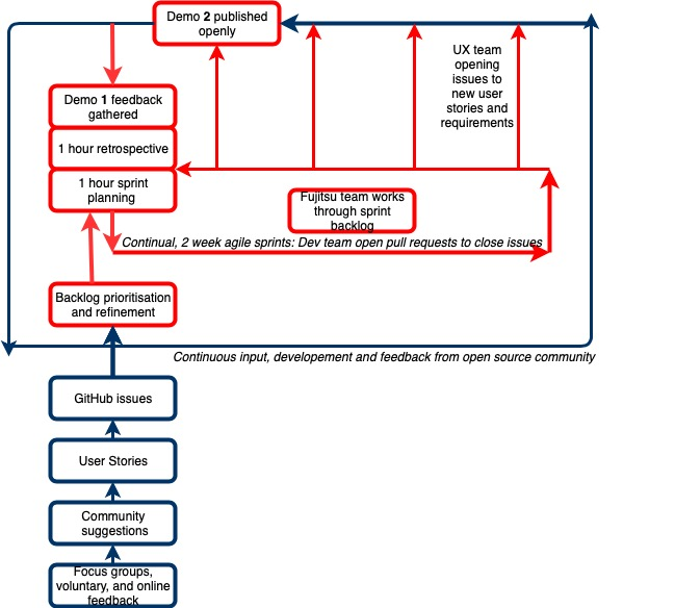 Demo 2 published
openly
UX team
opening
issues to
new user
stories and
requirements
Demo 1 feedback
gathered
1 hour retrospective
1 hour sprint
planning
Fujitsu team works
through sprint
backlog
Continual, 2 week agile sprints: Dev team open pull requests to close issues
Backlog prioritisation
and refinement
Continuous input, developement and feedback from open source community
GitHub issues
User Stories
Community
suggestions
Focus groups,
voluntary, and online
feedback